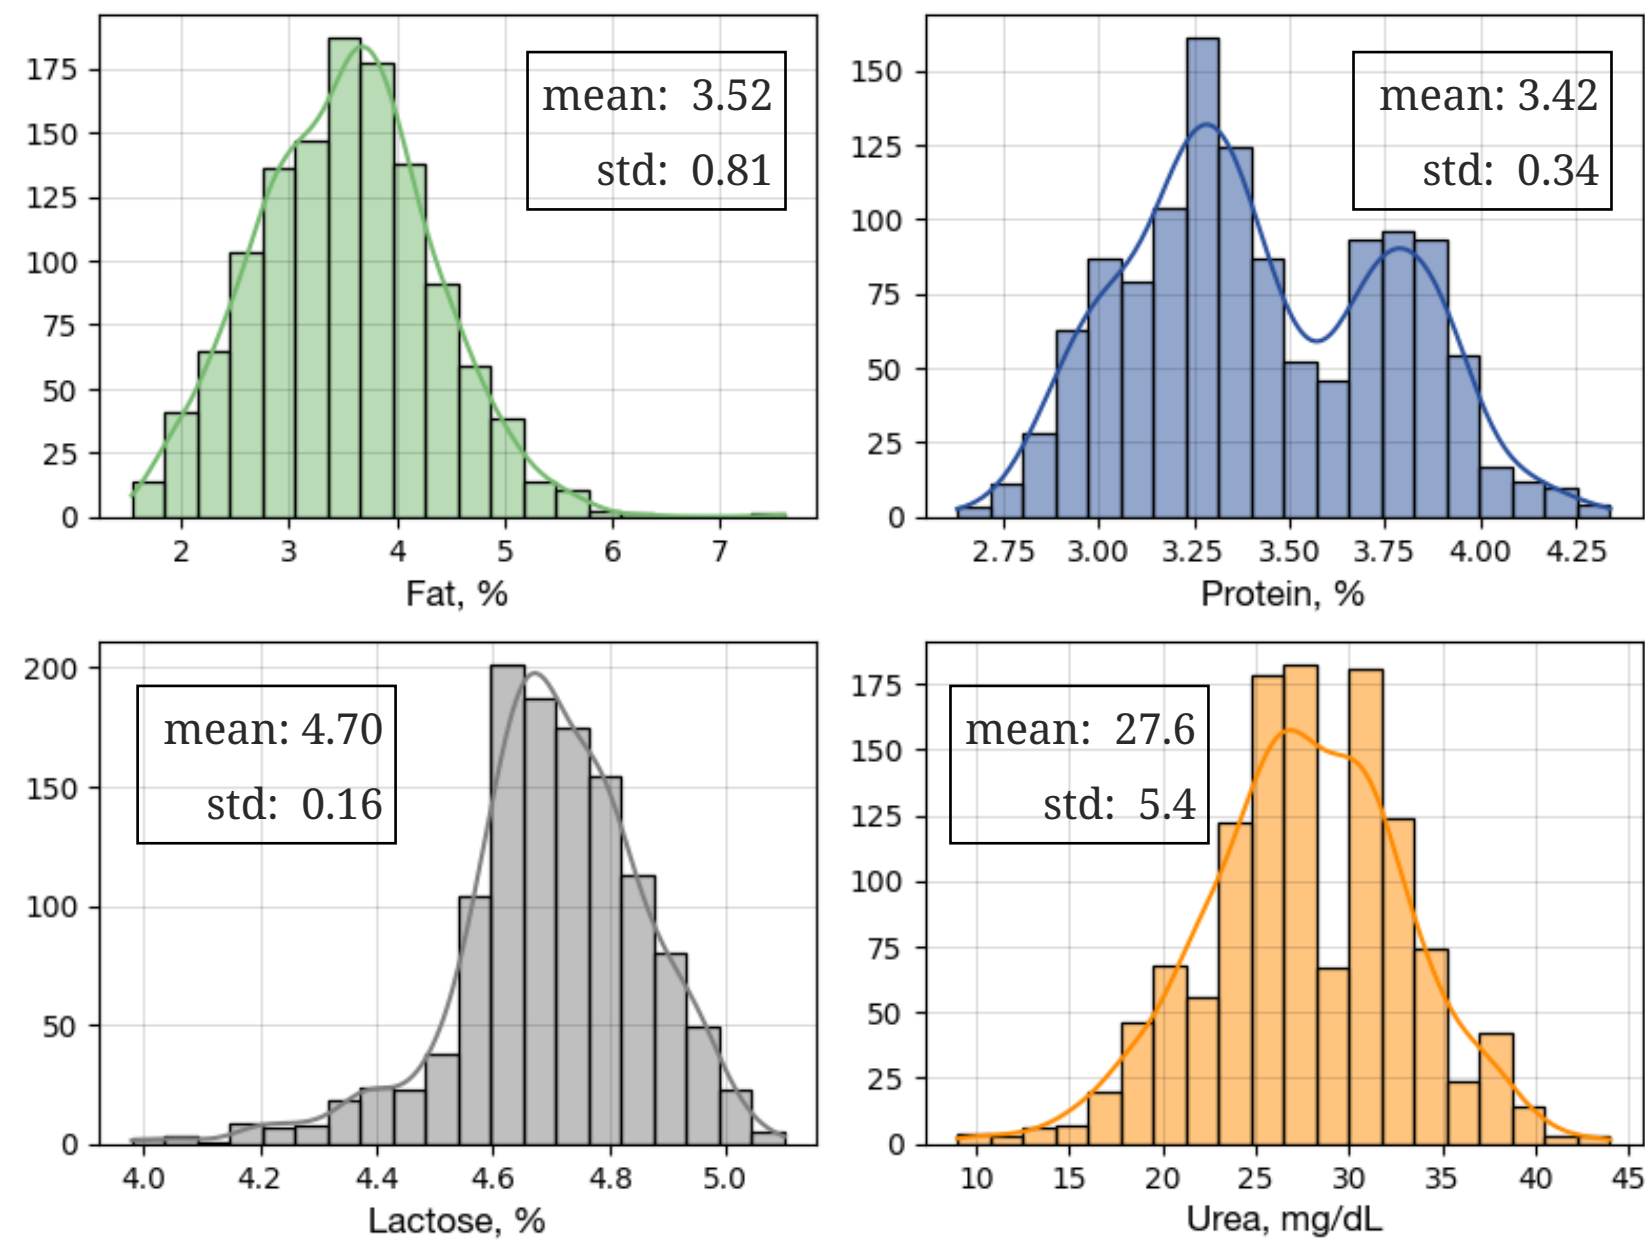 175
150
125
100
75
50
25
0
mean: 3.52
std: 0.81
2 3 4 5 6 7
Fat, %
150
125
100
75
50
25
0
mean: 3.42
std: 0.34
2.75 3.00 3.25 3.50 3.75 4.00 4.25
Protein, %
200
150
100
50
0
mean: 4.70
std: 0.16
4.0 4.2 4.4 4.6 4.8 5.0
Lactose, %
175
150
125
100
75
50
25
0
mean: 27.6
std: 5.4
10 15 20 25 30 35 40 45
Urea, mg/dL